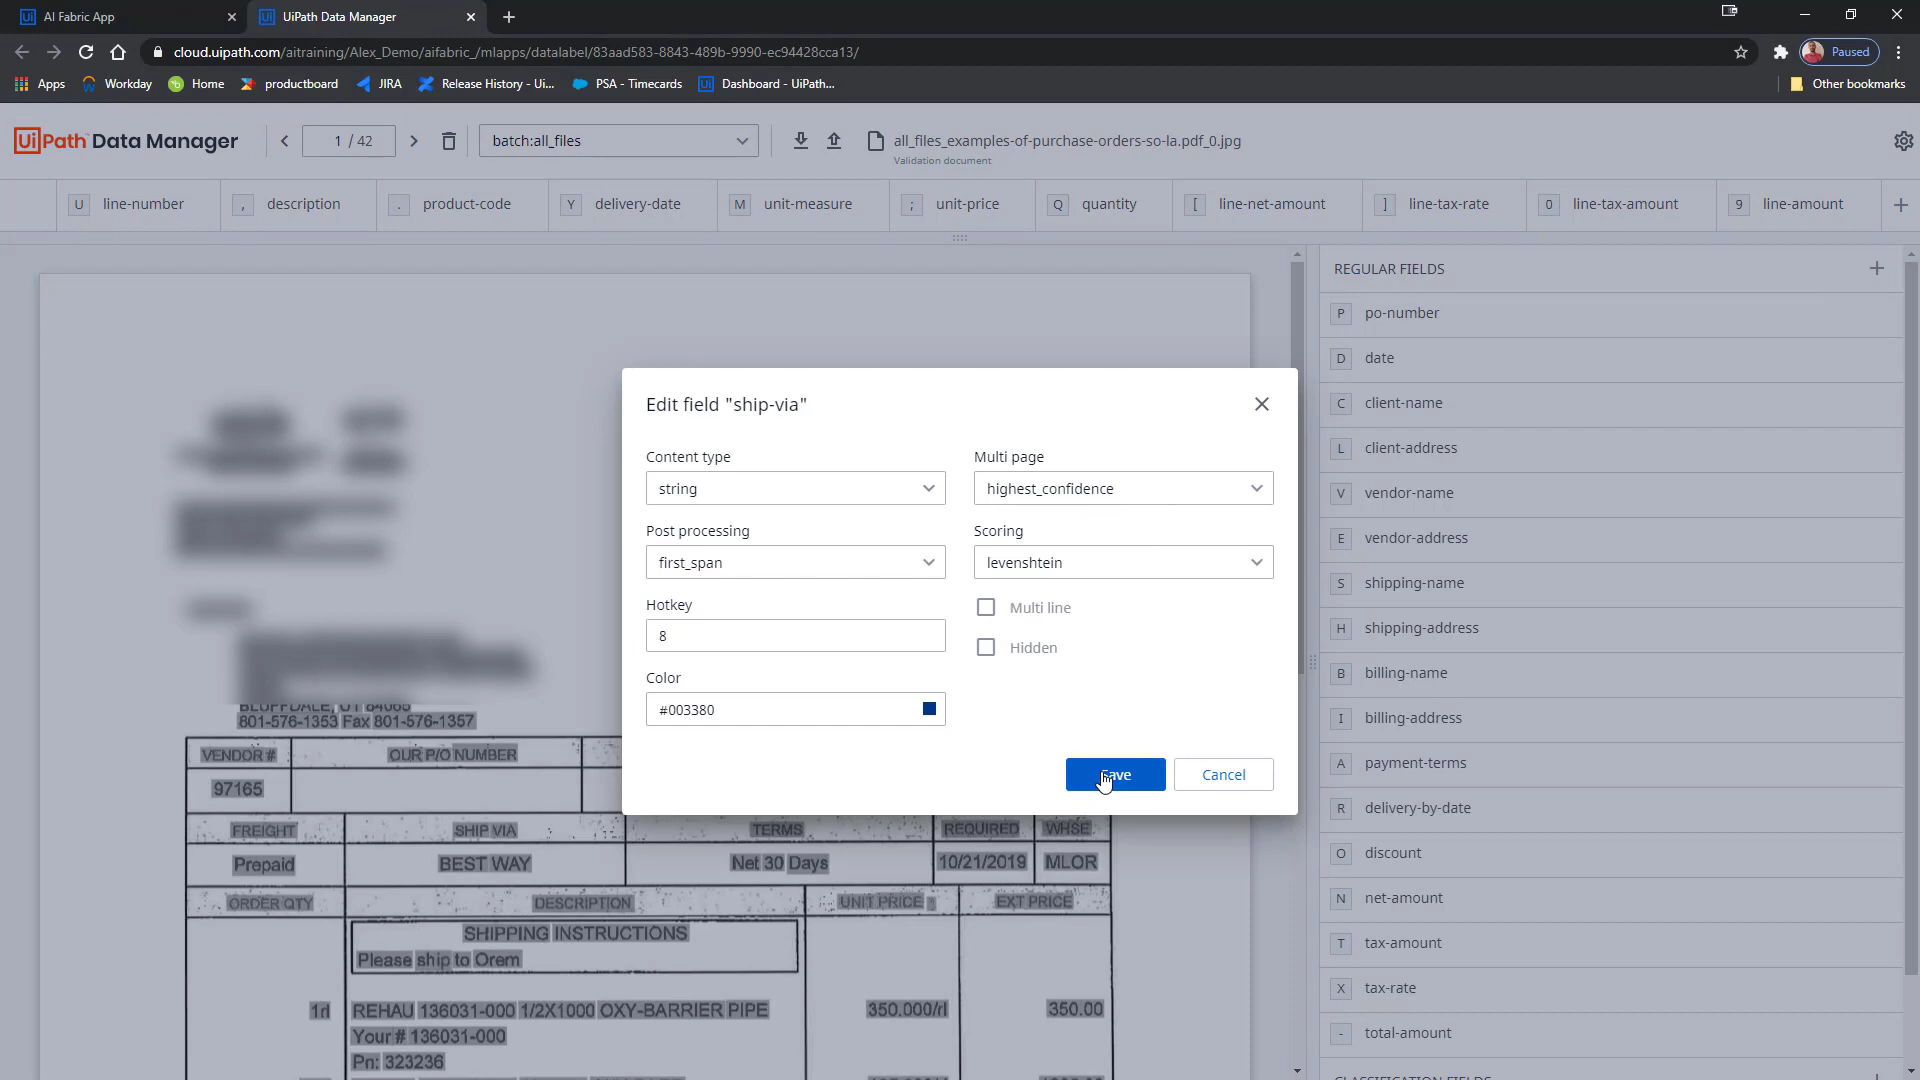 AI Fabric App
UiPath Data Manager
cloud.uipath.com/aitraining/Alex_Demo/aifabric_/mlapps/datalabel/83aad583-8843-489b-9990-ec94428cca13/
Paused
Apps Workday Home productboard JIRA Release History - Ui... PSA - Timecards Dashboard - UiPath... Other bookmarks
UiPath Data Manager
1 / 42
batch:all_files
all_files_examples-of-purchase-orders-so-la.pdf_0.jpg
Validation document
U line-number , description . product-code Y delivery-date M unit-measure ; unit-price Q quantity [ line-net-amount ] line-tax-rate 0 line-tax-amount 9 line-amount
REGULAR FIELDS
P po-number
D date
C client-name
L client-address
V vendor-name
E vendor-address
S shipping-name
H shipping-address
B billing-name
I billing-address
A payment-terms
R delivery-by-date
O discount
N net-amount
T tax-amount
X tax-rate
- total-amount
CLASSIFICATION FIELDS
Edit field "ship-via"
Content type
string
Multi page
highest_confidence
Post processing
first_span
Scoring
levenshtein
Hotkey
8
Multi line
Hidden
Color
#003380
Save
Cancel
BLUFFDALE, UT 84065
801-576-1353 Fax 801-576-1357
VENDOR # OUR P/O NUMBER
97165
FREIGHT SHIP VIA TERMS REQUIRED WHSE
Prepaid BEST WAY Net 30 Days 10/21/2019 MLOR
ORDER QTY DESCRIPTION UNIT PRICE EXT PRICE
SHIPPING INSTRUCTIONS
Please ship to Orem
1rl REHAU 136031-000 1/2X1000 OXY-BARRIER PIPE 350.000/rl 350.00
Your # 136031-000
Pn: 323236